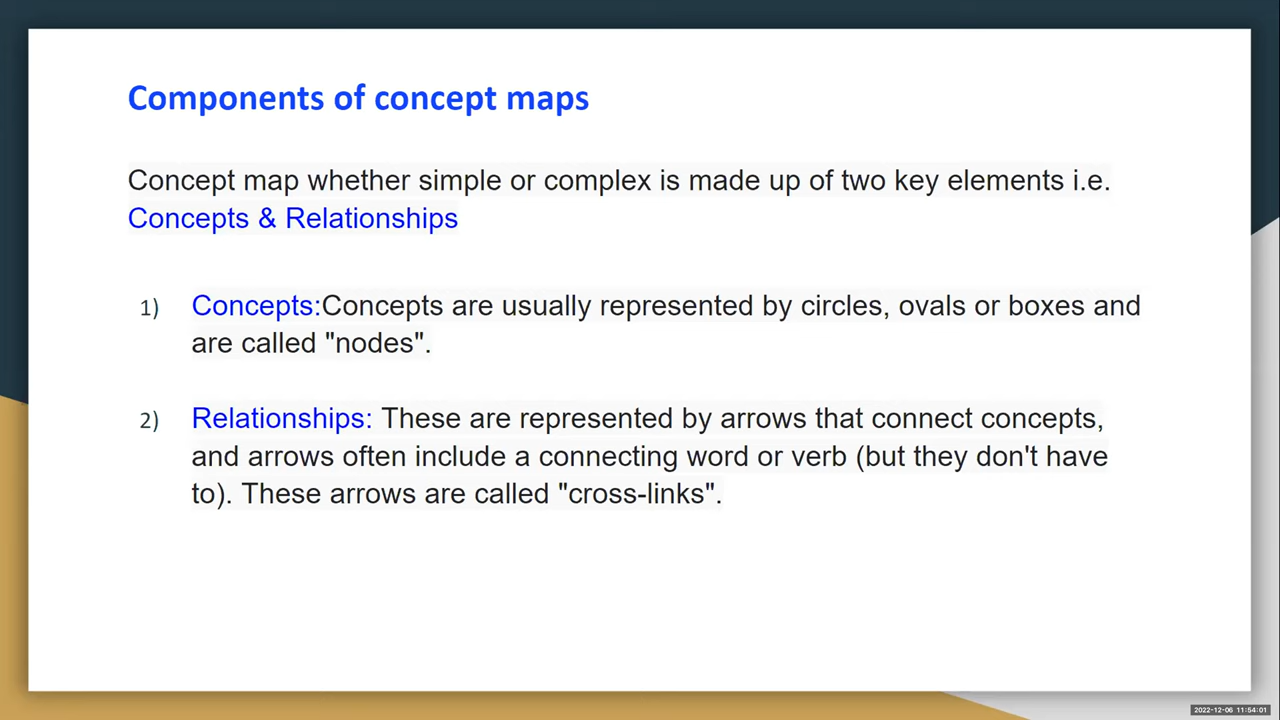 Components of concept maps
Concept map whether simple or complex is made up of two key elements i.e.
Concepts & Relationships
1) Concepts:Concepts are usually represented by circles, ovals or boxes and
are called "nodes".
2) Relationships: These are represented by arrows that connect concepts,
and arrows often include a connecting word or verb (but they don't have
to). These arrows are called "cross-links".
2022-12-06 11:54:01